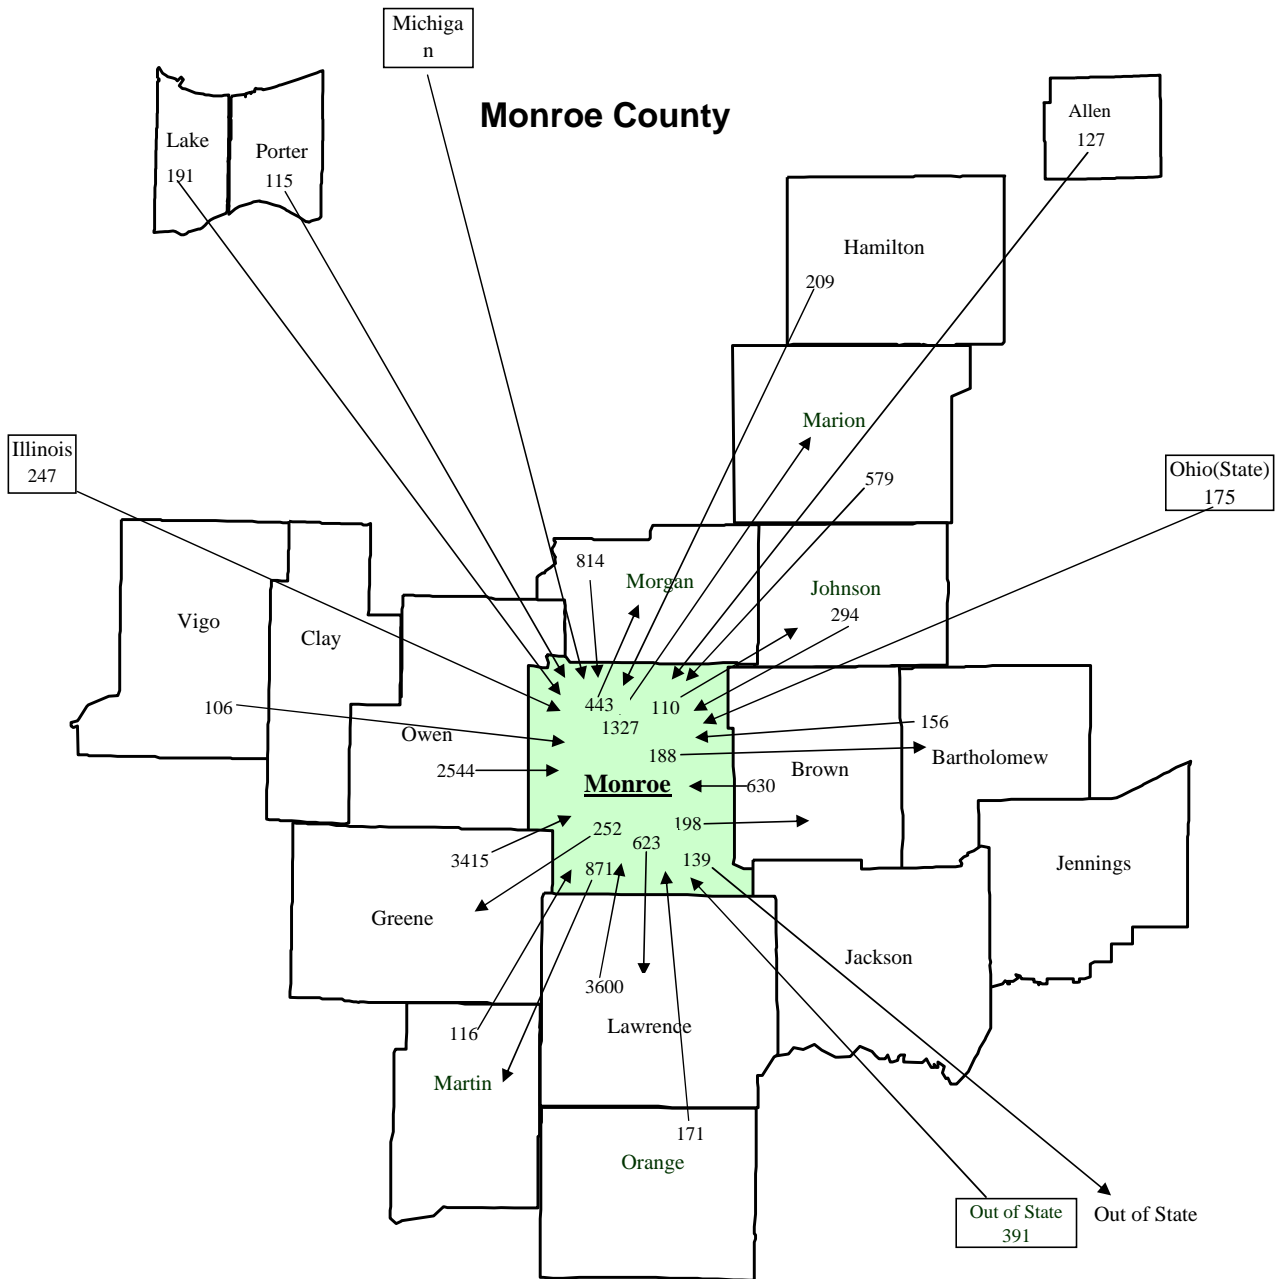 Michiga
n
Monroe County
Allen
127
Lake
191
Porter
115
Hamilton
209
Marion
579
Illinois
247
Ohio(State)
175
814
Morgan
Johnson
294
Vigo
Clay
106
Owen
2544
443
110
1327
188
156
Bartholomew
Monroe
Brown
630
252
198
623
139
3415
871
Jennings
Greene
Jackson
3600
Lawrence
116
Martin
171
Orange
Out of State
391
Out of State